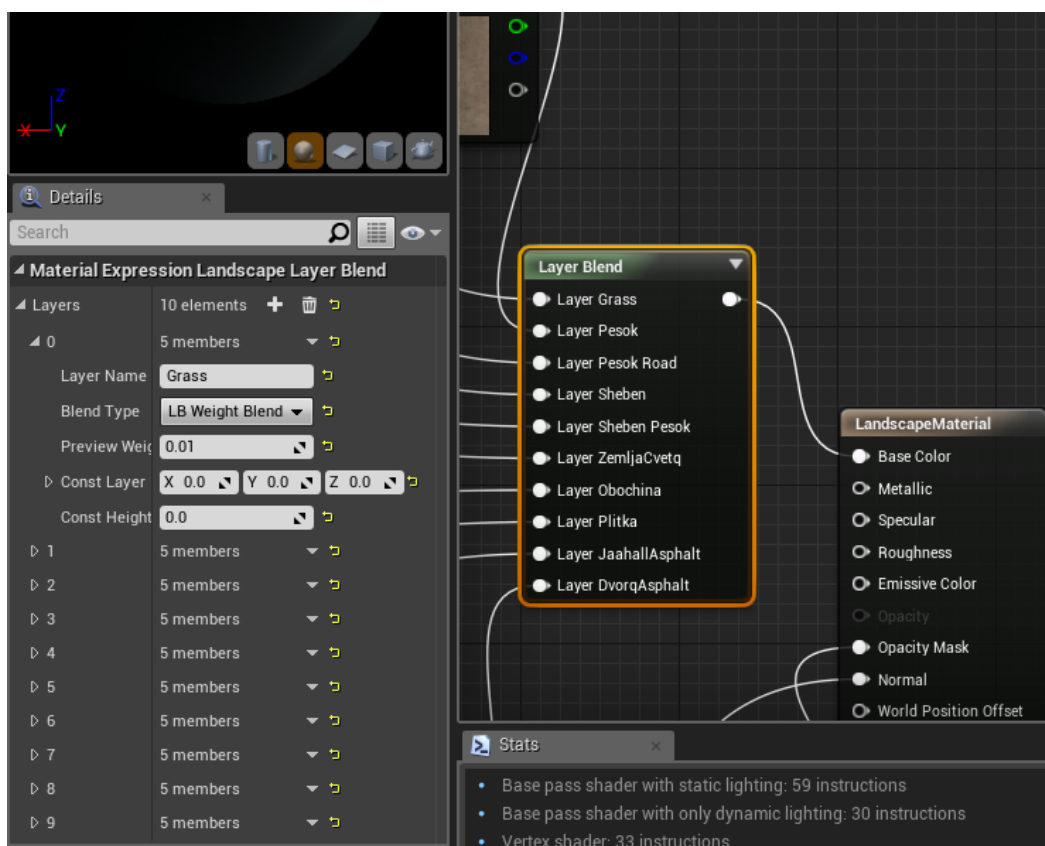 Z
X Y
Details
Search
Material Expression Landscape Layer Blend
Layers 10 elements
0 5 members
Layer Name Grass
Blend Type LB Weight Blend
Preview Weig 0.01
Const Layer X 0.0 Y 0.0 Z 0.0
Const Height 0.0
1 5 members
2 5 members
3 5 members
4 5 members
5 5 members
6 5 members
7 5 members
8 5 members
9 5 members
Layer Blend
Layer Grass
Layer Pesok
Layer Pesok Road
Layer Sheben
Layer Sheben Pesok
Layer ZemljaCvetq
Layer Obochina
Layer Plitka
Layer JaahallAsphalt
Layer DvorqAsphalt
LandscapeMaterial
Base Color
Metallic
Specular
Roughness
Emissive Color
Opacity
Opacity Mask
Normal
World Position Offset
Stats
• Base pass shader with static lighting: 59 instructions
• Base pass shader with only dynamic lighting: 30 instructions
• Vertex shader: 33 instructions